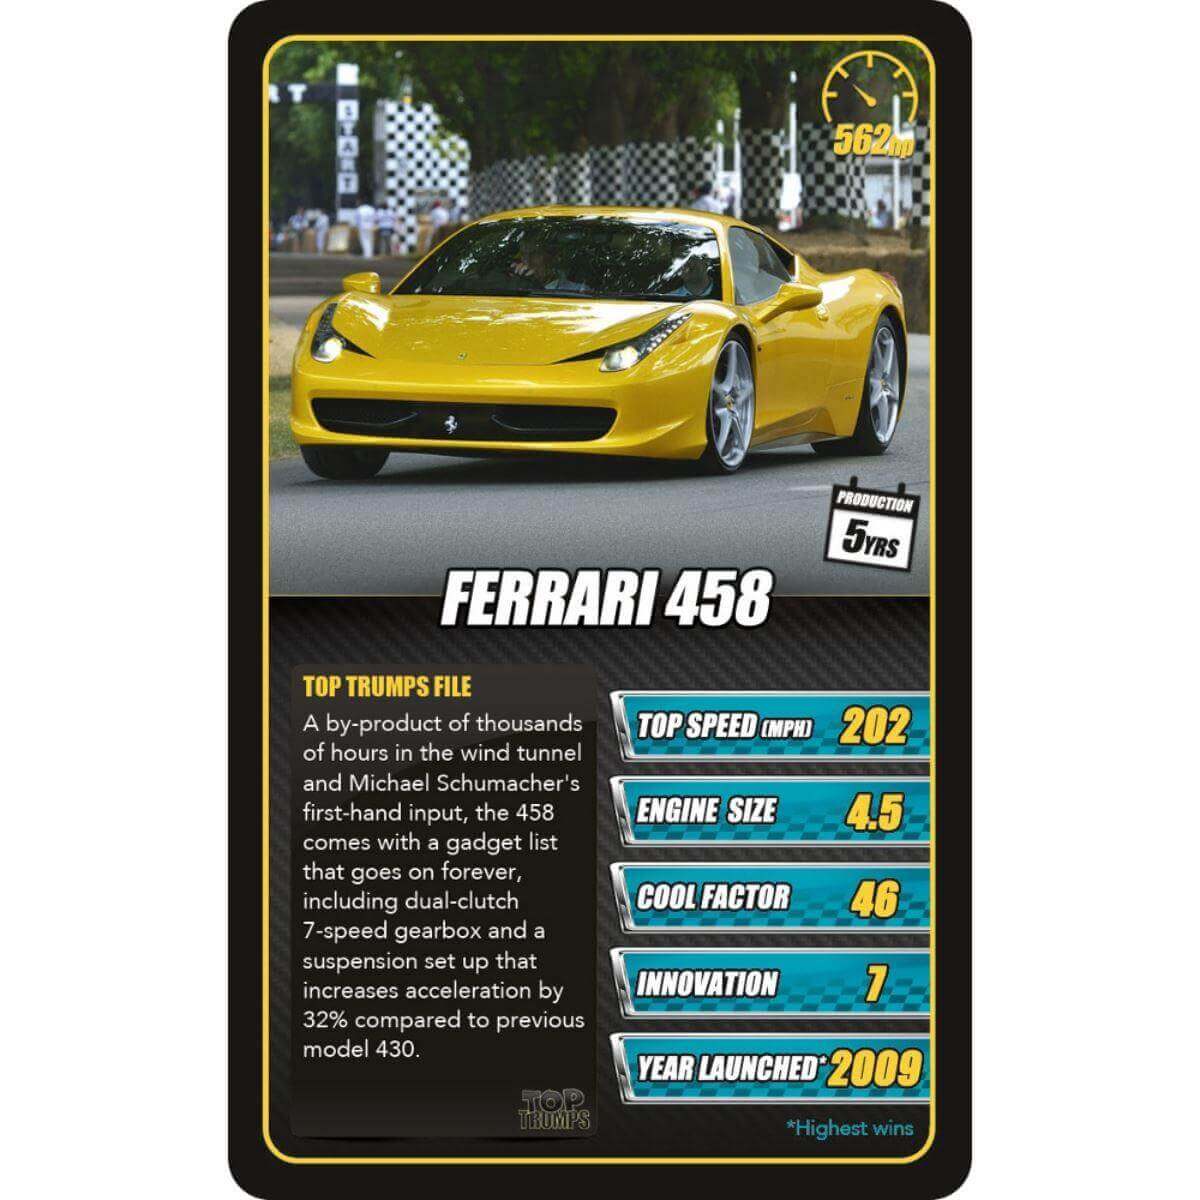 START
562hp
PRODUCTION
5YRS
FERRARI 458
TOP TRUMPS FILE
A by-product of thousands
of hours in the wind tunnel
and Michael Schumacher's
first-hand input, the 458
comes with a gadget list
that goes on forever,
including dual-clutch
7-speed gearbox and a
suspension set up that
increases acceleration by
32% compared to previous
model 430.
TOP
TRUMPS
TOP SPEED (MPH) 202
ENGINE SIZE 4.5
COOL FACTOR 46
INNOVATION 7
YEAR LAUNCHED* 2009
*Highest wins